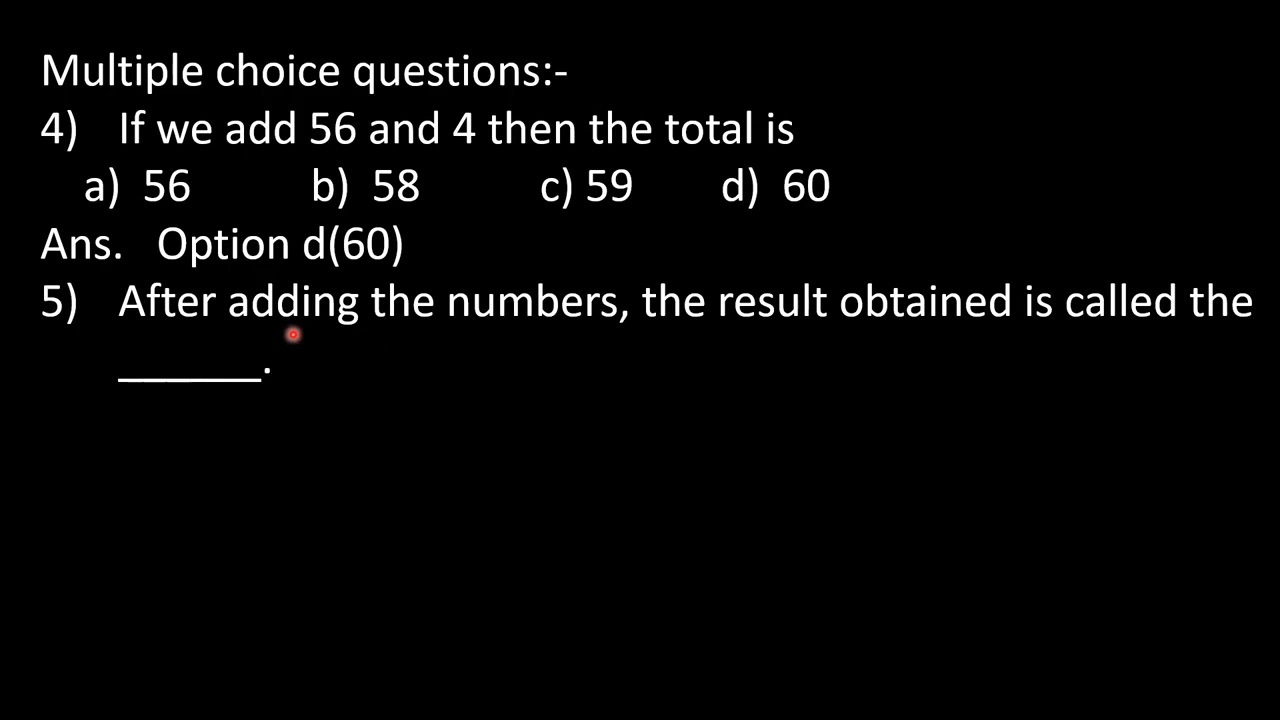 Multiple choice questions:-
4) If we add 56 and 4 then the total is
a) 56 b) 58 c) 59 d) 60
Ans. Option d(60)
5) After adding the numbers, the result obtained is called the
______.